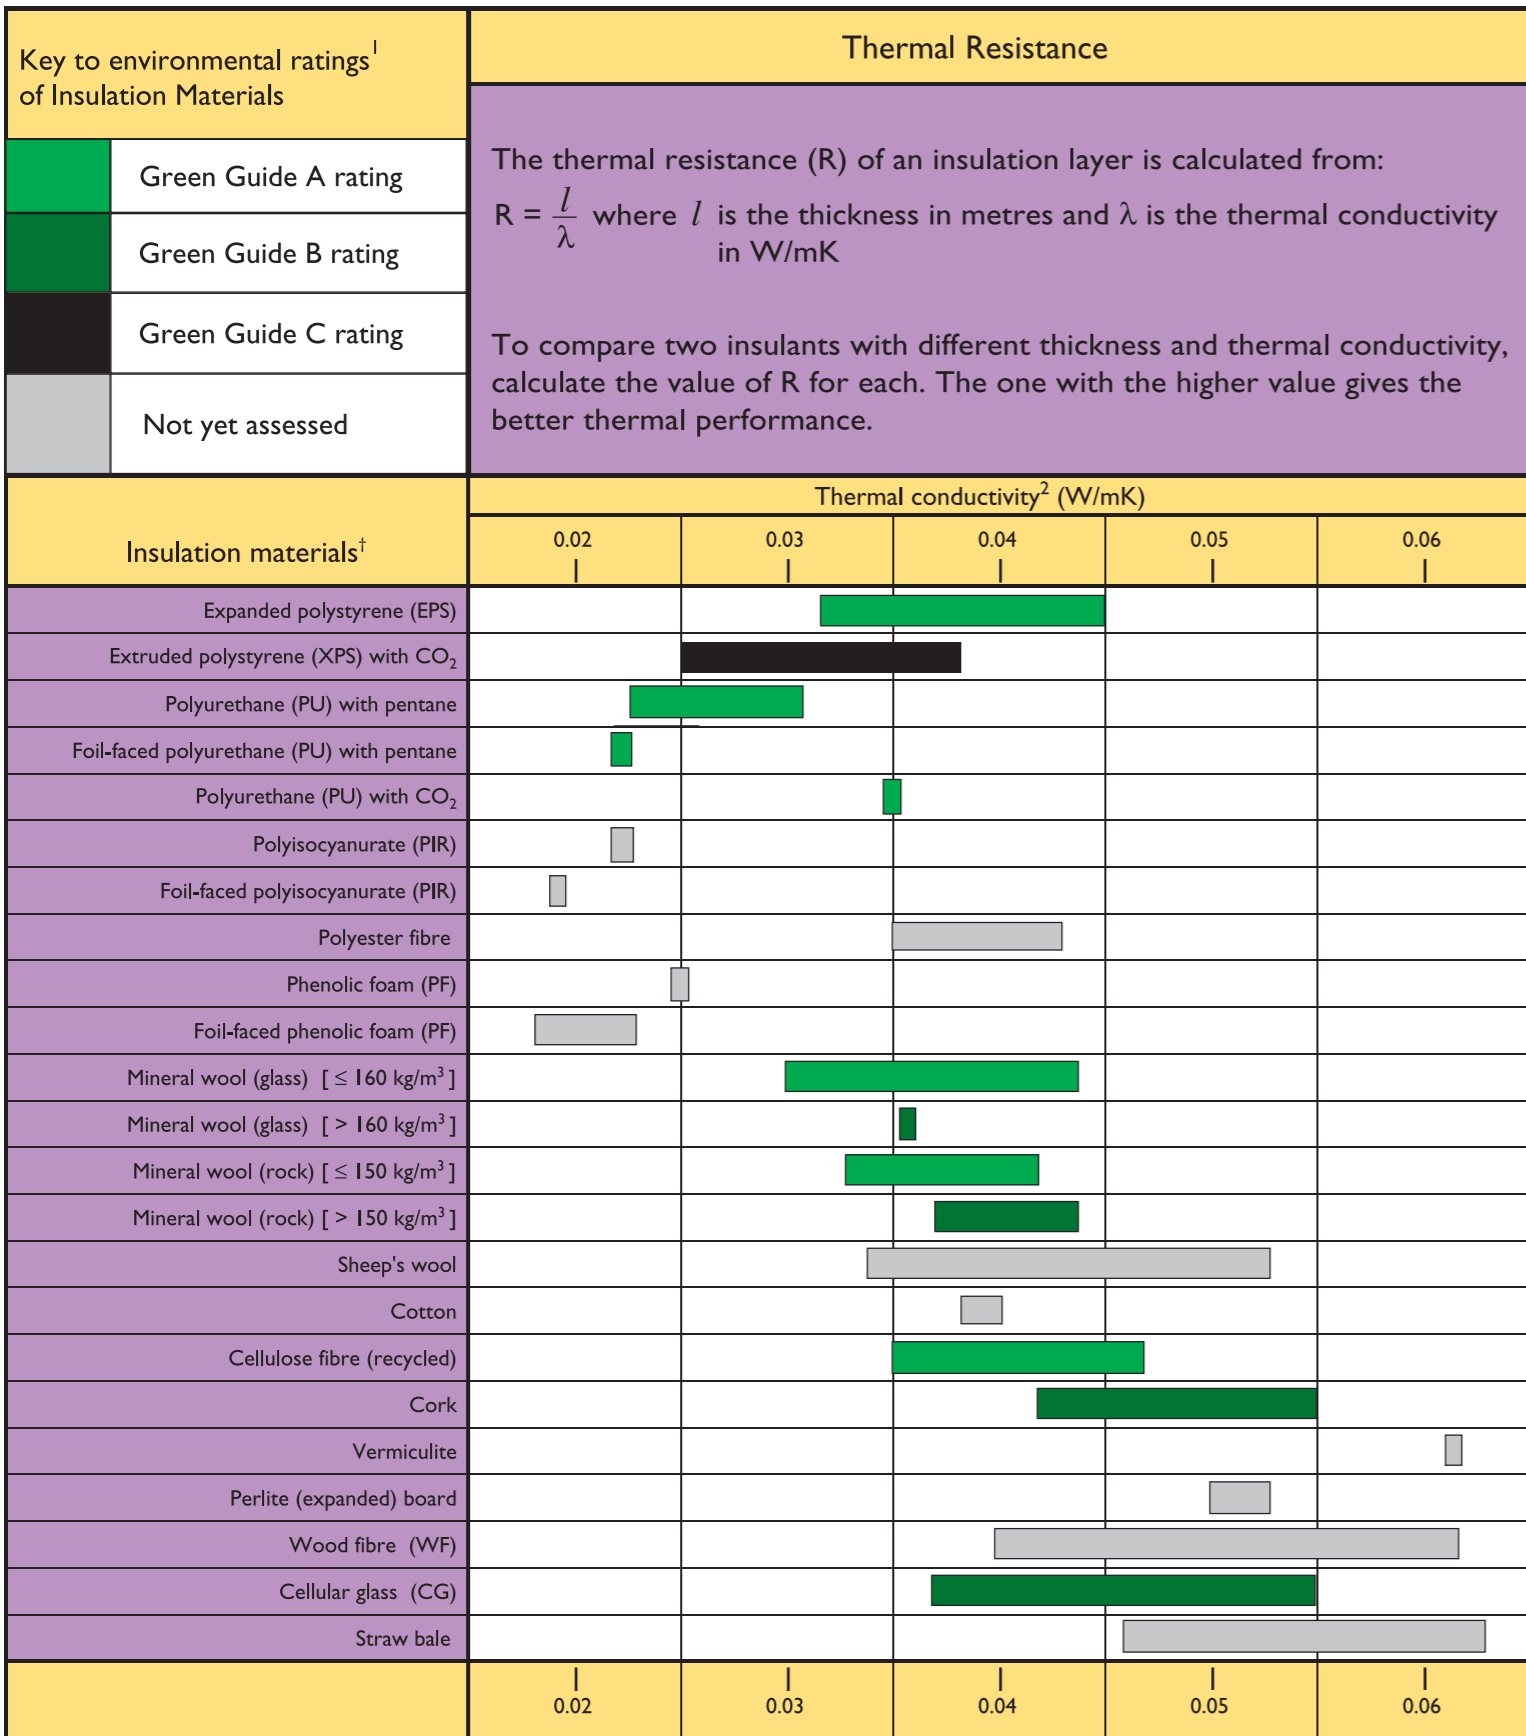 Key to environmental ratings¹
of Insulation Materials
Green Guide A rating
Green Guide B rating
Green Guide C rating
Not yet assessed
Thermal Resistance
The thermal resistance (R) of an insulation layer is calculated from:
R = l/λ where l is the thickness in metres and λ is the thermal conductivity
in W/mK
To compare two insulants with different thickness and thermal conductivity,
calculate the value of R for each. The one with the higher value gives the
better thermal performance.
Insulation materials†
Thermal conductivity² (W/mK)
0.02 0.03 0.04 0.05 0.06
Expanded polystyrene (EPS)
Extruded polystyrene (XPS) with CO₂
Polyurethane (PU) with pentane
Foil-faced polyurethane (PU) with pentane
Polyurethane (PU) with CO₂
Polyisocyanurate (PIR)
Foil-faced polyisocyanurate (PIR)
Polyester fibre
Phenolic foam (PF)
Foil-faced phenolic foam (PF)
Mineral wool (glass) [ ≤ 160 kg/m³ ]
Mineral wool (glass) [ > 160 kg/m³ ]
Mineral wool (rock) [ ≤ 150 kg/m³ ]
Mineral wool (rock) [ > 150 kg/m³ ]
Sheep's wool
Cotton
Cellulose fibre (recycled)
Cork
Vermiculite
Perlite (expanded) board
Wood fibre (WF)
Cellular glass (CG)
Straw bale
0.02 0.03 0.04 0.05 0.06